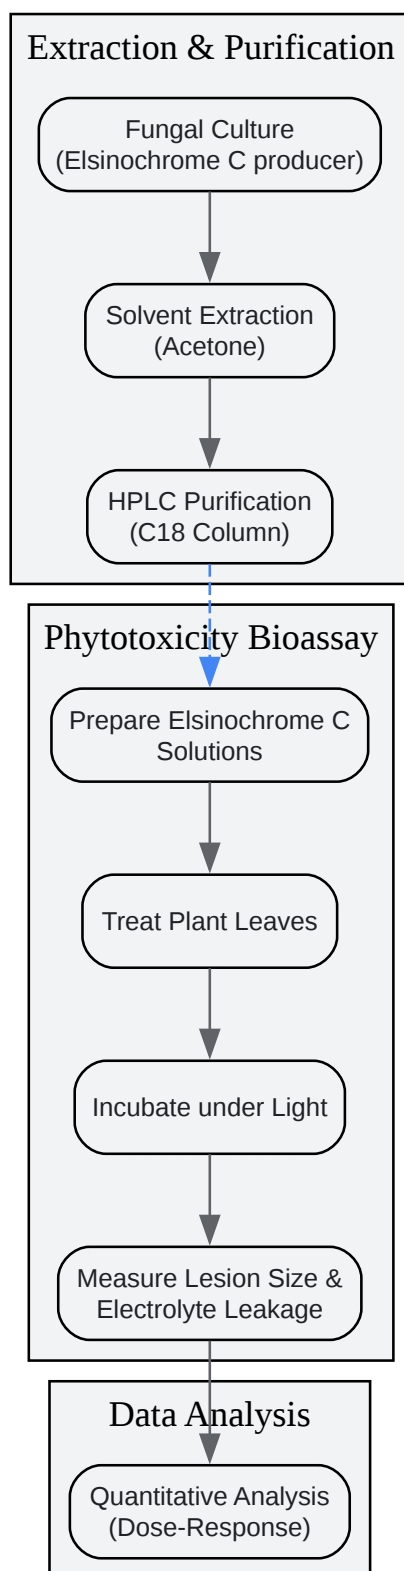 Extraction & Purification
Fungal Culture
(Elsinochrome C producer)
Solvent Extraction
(Acetone)
HPLC Purification
(C18 Column)
Phytotoxicity Bioassay
Prepare Elsinochrome C
Solutions
Treat Plant Leaves
Incubate under Light
Measure Lesion Size &
Electrolyte Leakage
Data Analysis
Quantitative Analysis
(Dose-Response)